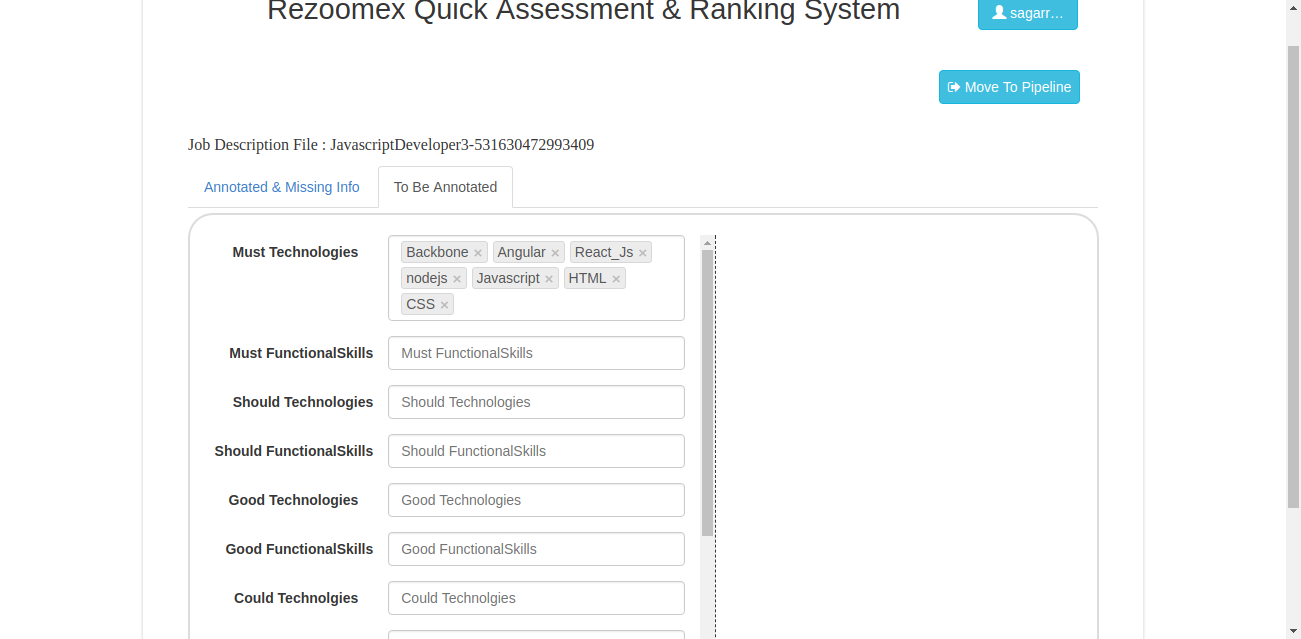 Rezoomex Quick Assessment & Ranking System
sagarr...
Move To Pipeline
Job Description File : JavascriptDeveloper3-531630472993409
Annotated & Missing Info
To Be Annotated
Must Technologies
Backbone × Angular × React_Js ×
nodejs × Javascript × HTML ×
CSS ×
Must FunctionalSkills
Must FunctionalSkills
Should Technologies
Should Technologies
Should FunctionalSkills
Should FunctionalSkills
Good Technologies
Good Technologies
Good FunctionalSkills
Good FunctionalSkills
Could Technolgies
Could Technolgies